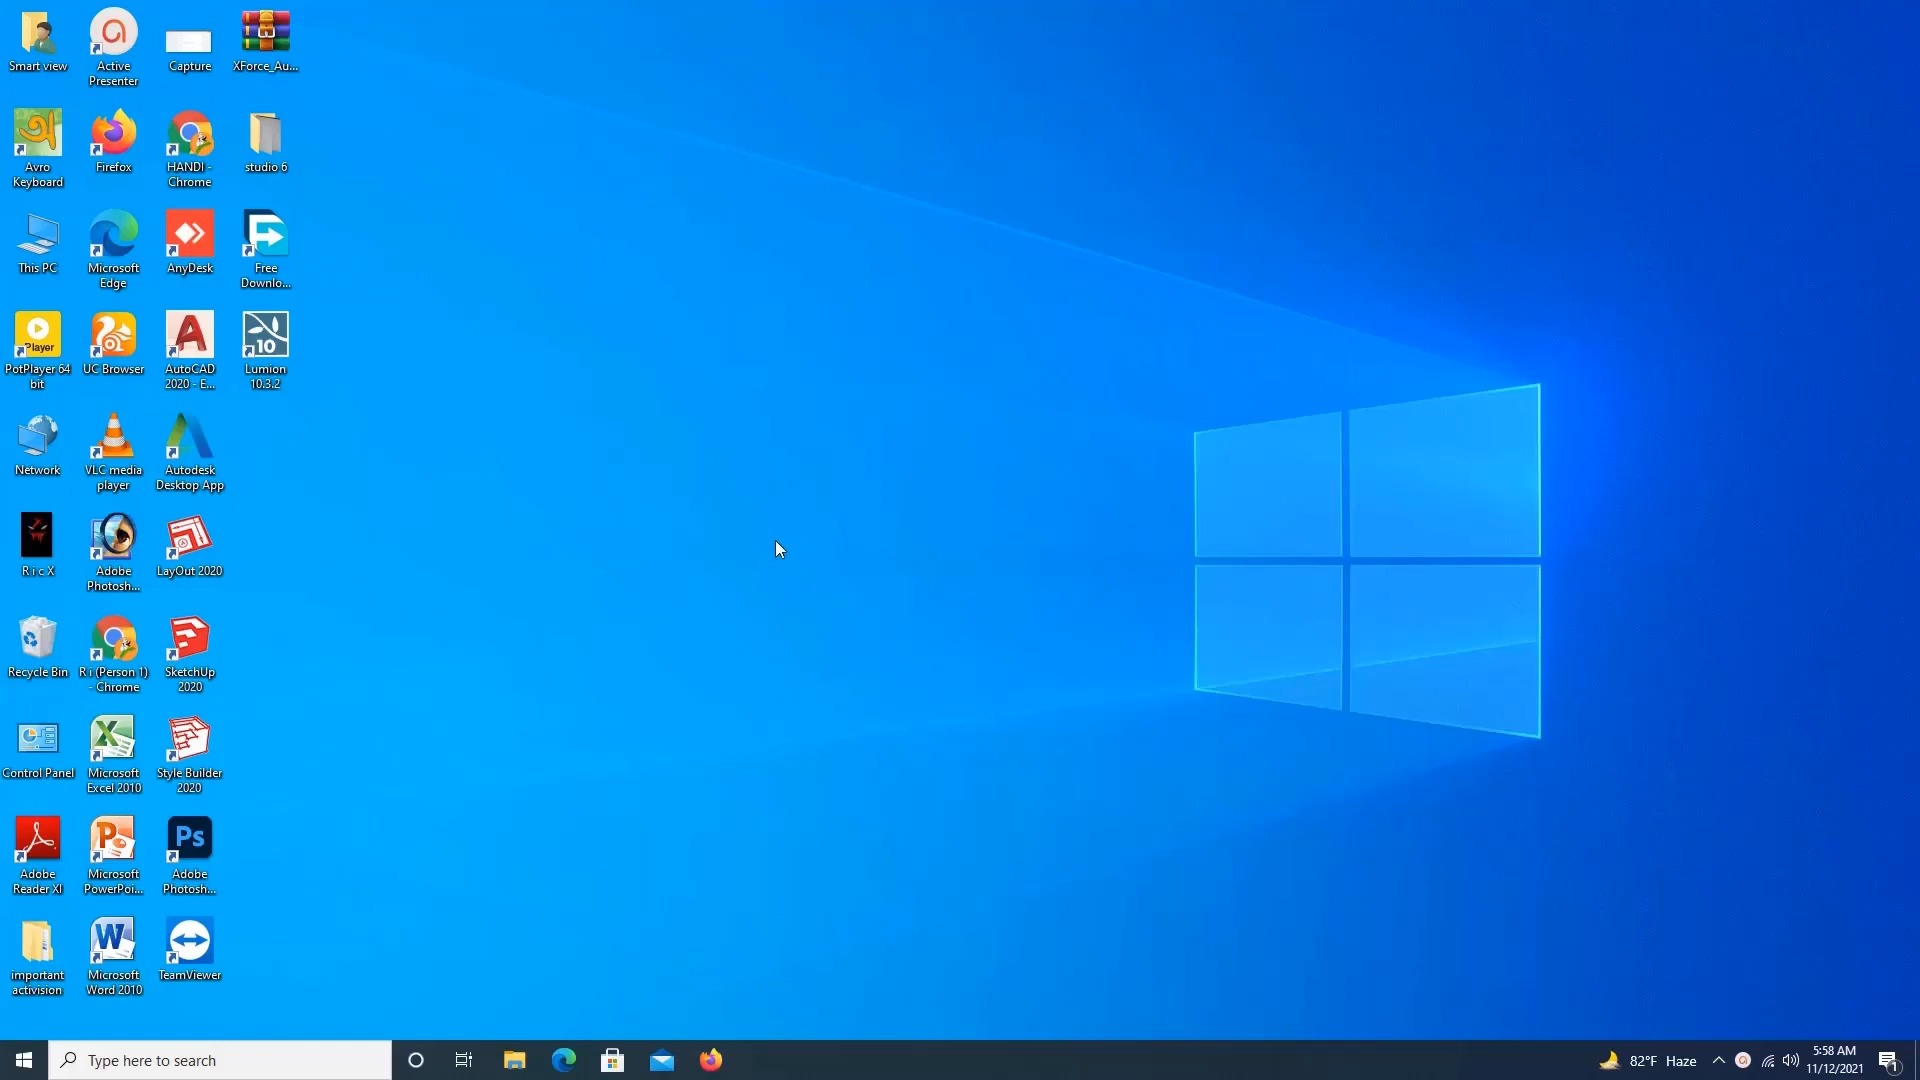 Smart view
Active
Presenter
Capture
XForce_Au...
Avro
Keyboard
Firefox
HANDI -
Chrome
studio 6
This PC
Microsoft
Edge
AnyDesk
Free
Downlo...
Player
PotPlayer 64
bit
UC Browser
AutoCAD
2020 - E...
10
Lumion
10.3.2
Network
VLC media
player
Autodesk
Desktop App
R i c X
Adobe
Photosh...
LayOut 2020
Recycle Bin
R i (Person 1)
- Chrome
SketchUp
2020
Control Panel
Microsoft
Excel 2010
Style Builder
2020
Adobe
Reader XI
Microsoft
PowerPoi...
Ps
Adobe
Photosh...
important
activision
Microsoft
Word 2010
TeamViewer
Type here to search
82°F Haze
5:58 AM
11/12/2021
1